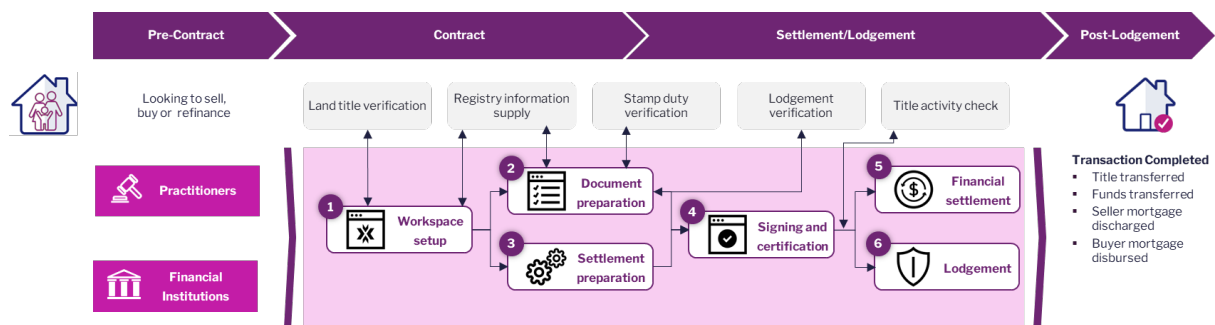 Pre-Contract
Contract
Settlement/Lodgement
Post-Lodgement
Looking to sell,
buy or refinance
Land title verification
Registry information
supply
Stamp duty
verification
Lodgement
verification
Title activity check
Practitioners
Financial
Institutions
1
Workspace
setup
2
Document
preparation
3
Settlement
preparation
4
Signing and
certification
5
Financial
settlement
6
Lodgement
Transaction Completed
▪ Title transferred
▪ Funds transferred
▪ Seller mortgage
discharged
▪ Buyer mortgage
disbursed